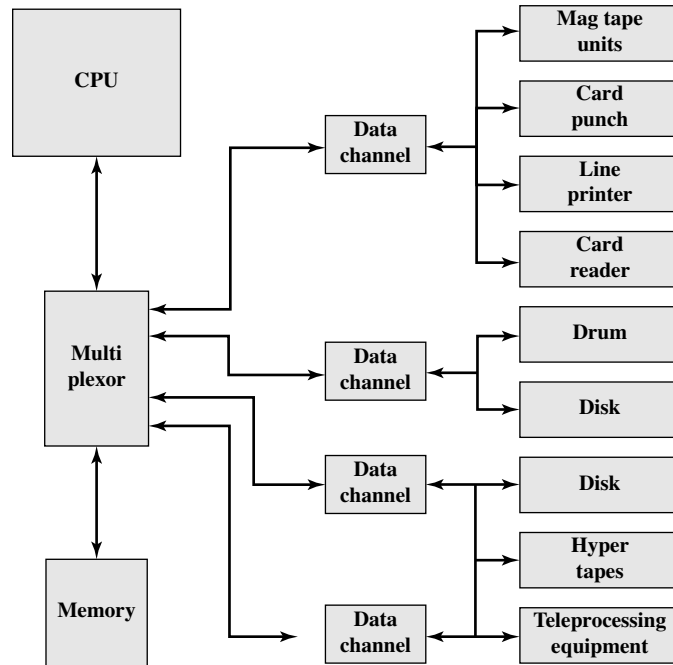 CPU
Multi
plexor
Memory
Data
channel
Mag tape
units
Card
punch
Line
printer
Card
reader
Data
channel
Drum
Disk
Data
channel
Disk
Hyper
tapes
Data
channel
Teleprocessing
equipment